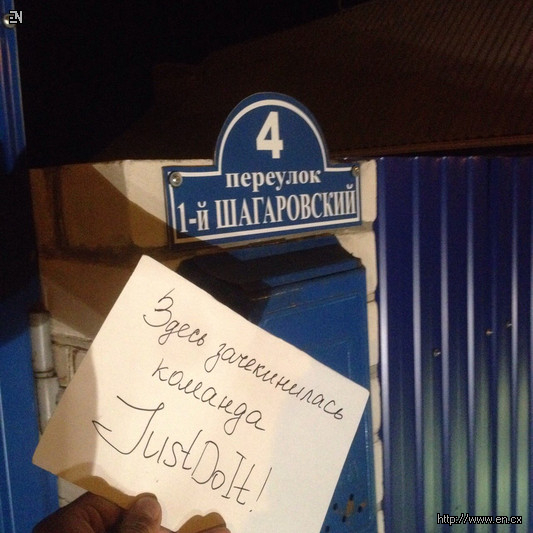 EN
4
переулок
1-й ШАГАРОВСКИЙ
Здесь зачекинилась
команда
JustDoIt!
http://www.en.cx